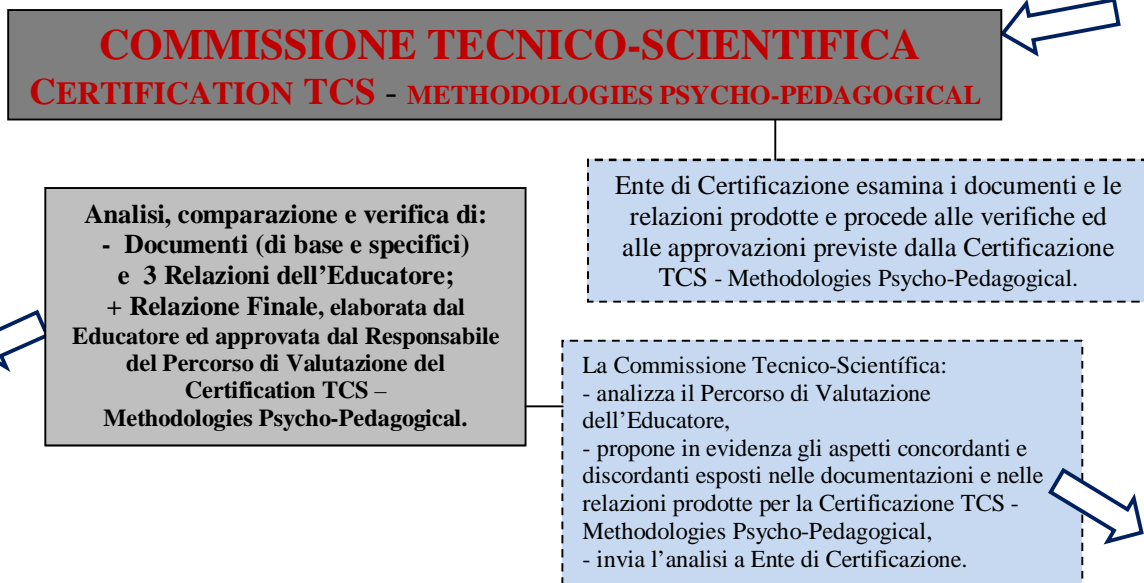 COMMISSIONE TECNICO-SCIENTIFICA
CERTIFICATION TCS - METHODOLOGIES PSYCHO-PEDAGOGICAL
Ente di Certificazione esamina i documenti e le
relazioni prodotte e procede alle verifiche ed
alle approvazioni previste dalla Certificazione
TCS - Methodologies Psycho-Pedagogical.
Analisi, comparazione e verifica di:
- Documenti (di base e specifici)
e 3 Relazioni dell’Educatore;
+ Relazione Finale, elaborata dal
Educatore ed approvata dal Responsabile
del Percorso di Valutazione del
Certification TCS –
Methodologies Psycho-Pedagogical.
La Commissione Tecnico-Scientífica:
- analizza il Percorso di Valutazione
dell’Educatore,
- propone in evidenza gli aspetti concordanti e
discordanti esposti nelle documentazioni e nelle
relazioni prodotte per la Certificazione TCS -
Methodologies Psycho-Pedagogical,
- invia l’analisi a Ente di Certificazione.